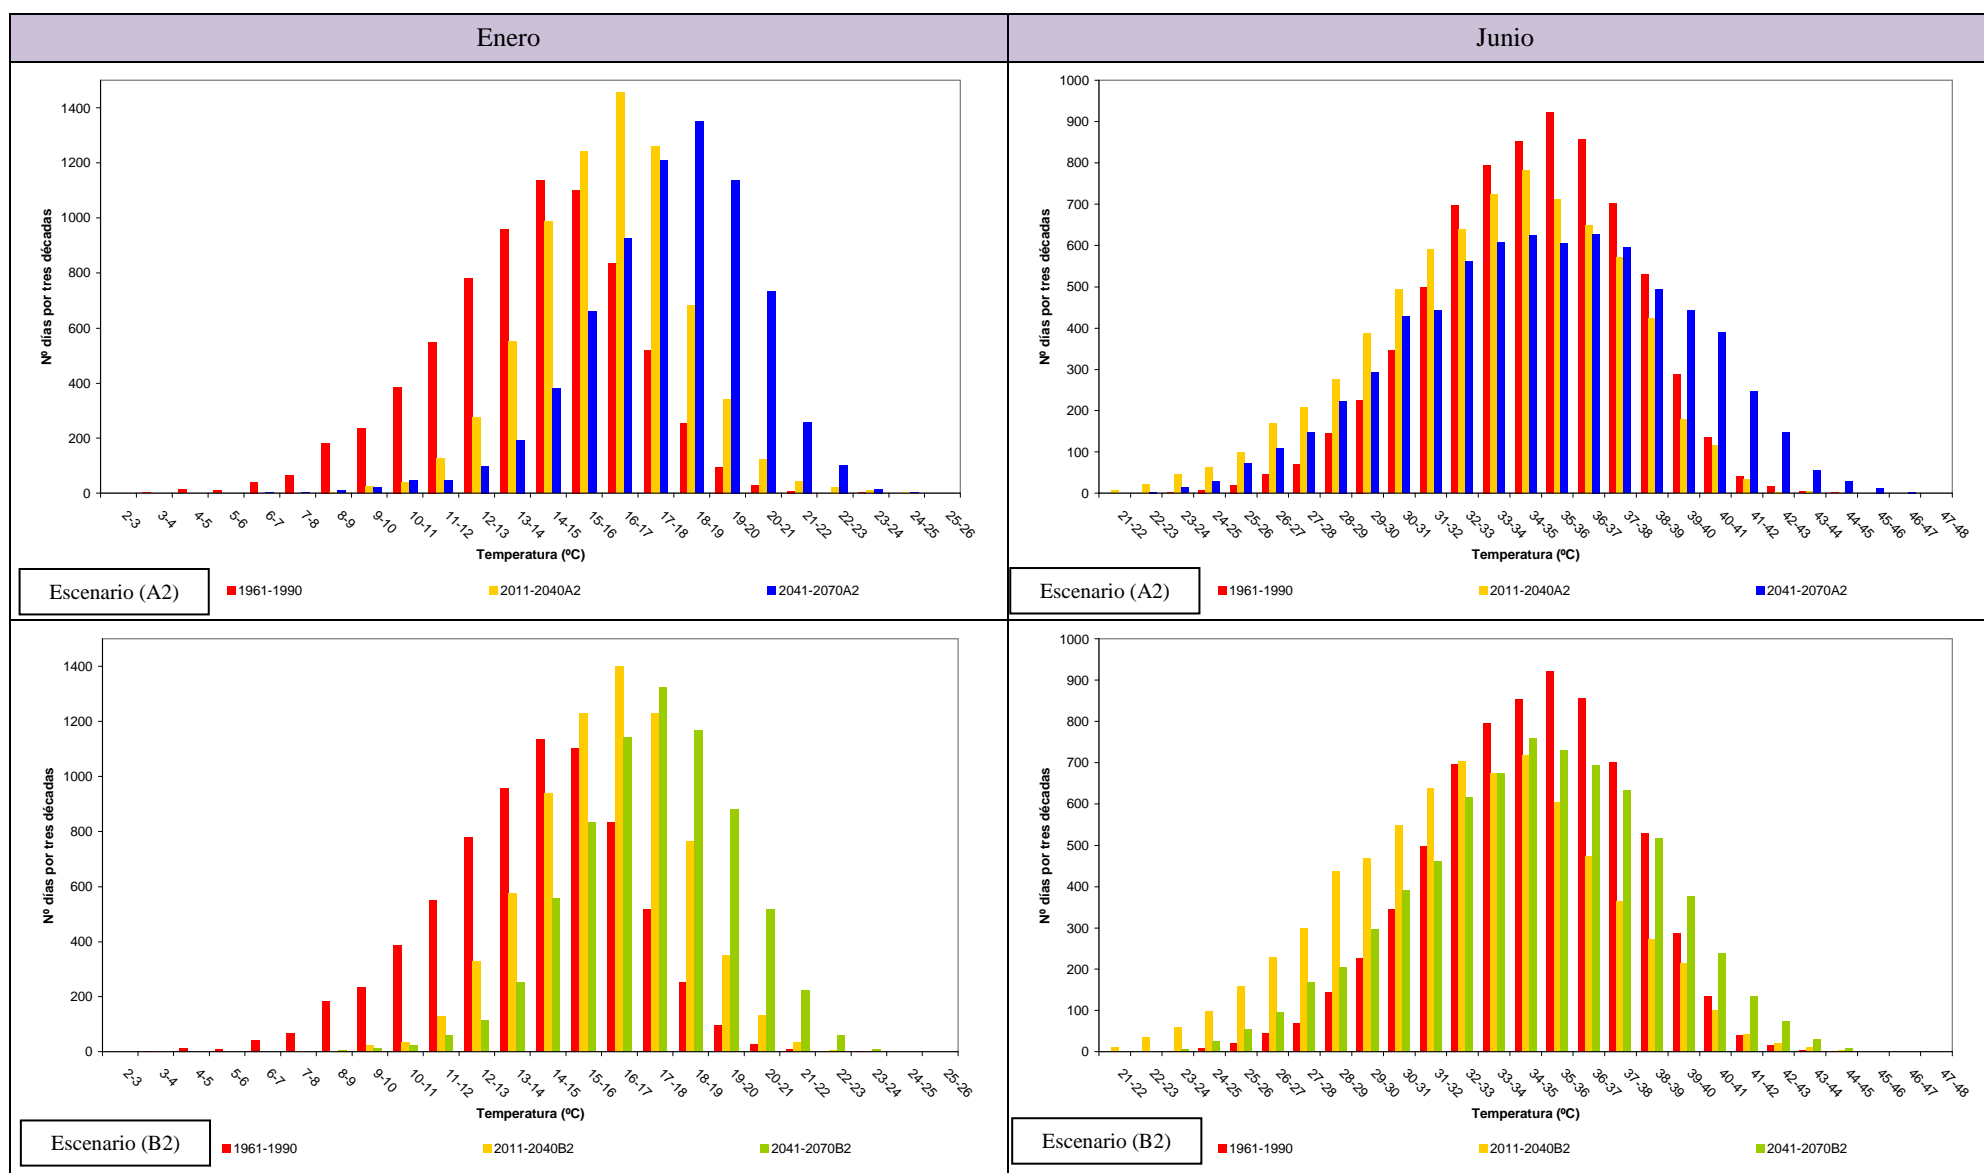 Enero
Junio
1400
1200
1000
800
600
400
200
0
Nº días por tres décadas
2-3 3-4 4-5 5-6 6-7 7-8 8-9 9-10 10-11 11-12 12-13 13-14 14-15 15-16 16-17 17-18 18-19 19-20 20-21 21-22 22-23 23-24 24-25 25-26
Temperatura (ºC)
Escenario (A2)
1961-1990 2011-2040A2 2041-2070A2
1000
900
800
700
600
500
400
300
200
100
0
Nº días por tres décadas
21-22 22-23 23-24 24-25 25-26 26-27 27-28 28-29 29-30 30-31 31-32 32-33 33-34 34-35 35-36 36-37 37-38 38-39 39-40 40-41 41-42 42-43 43-44 44-45 45-46 46-47 47-48
Temperatura (ºC)
Escenario (A2)
1961-1990 2011-2040A2 2041-2070A2
1400
1200
1000
800
600
400
200
0
Nº días por tres décadas
2-3 3-4 4-5 5-6 6-7 7-8 8-9 9-10 10-11 11-12 12-13 13-14 14-15 15-16 16-17 17-18 18-19 19-20 20-21 21-22 22-23 23-24 24-25 25-26
Temperatura (ºC)
Escenario (B2)
1961-1990 2011-2040B2 2041-2070B2
1000
900
800
700
600
500
400
300
200
100
0
Nº días por tres décadas
21-22 22-23 23-24 24-25 25-26 26-27 27-28 28-29 29-30 30-31 31-32 32-33 33-34 34-35 35-36 36-37 37-38 38-39 39-40 40-41 41-42 42-43 43-44 44-45 45-46 46-47 47-48
Temperatura (ºC)
Escenario (B2)
1961-1990 2011-2040B2 2041-2070B2